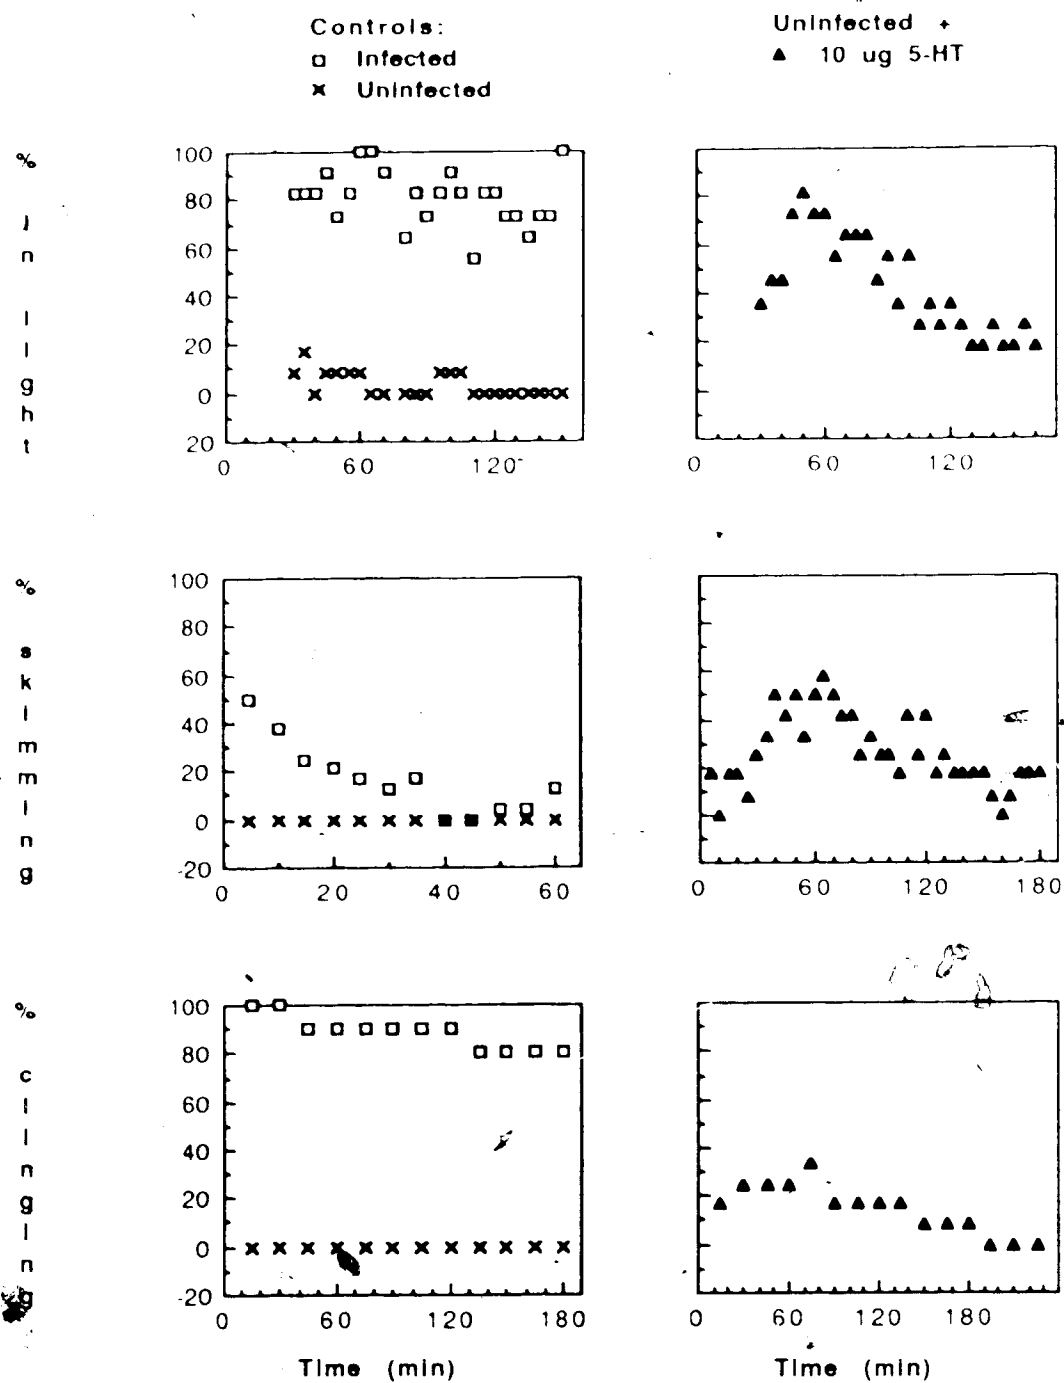 Controls:
Infected
Uninfected
Uninfected +
10 ug 5-HT
% in light
100
80
60
40
20
0
20
0 60 120
0 60 120
% skimming
100
80
60
40
20
0
-20
0 20 40 60
0 60 120 180
% clinging
100
80
60
40
20
0
-20
0 60 120 180
0 60 120 180
Time (min)
Time (min)